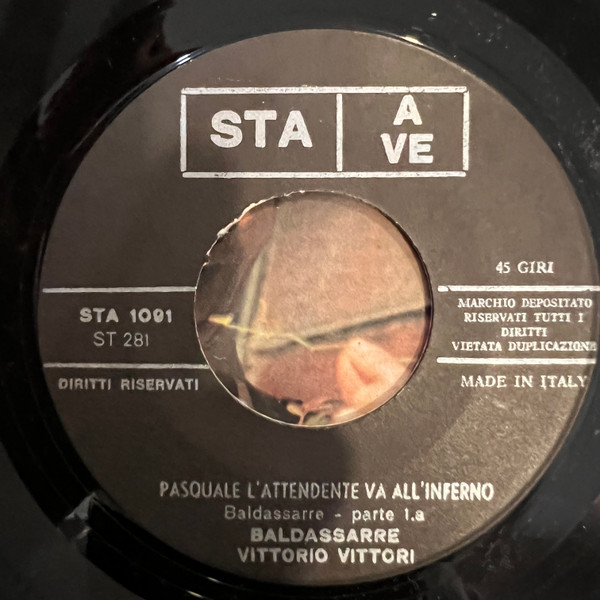 STA
A
VE
45 GIRI
STA 1091
ST 281
DIRITTI RISERVATI
MARCHIO DEPOSITATO
RISERVATI TUTTI I
DIRITTI
VIETATA DUPLICAZIONE
MADE IN ITALY
PASQUALE L'ATTENDENTE VA ALL'INFERNO
Baldassarre - parte 1.a
BALDASSARRE
VITTORIO VITTORI